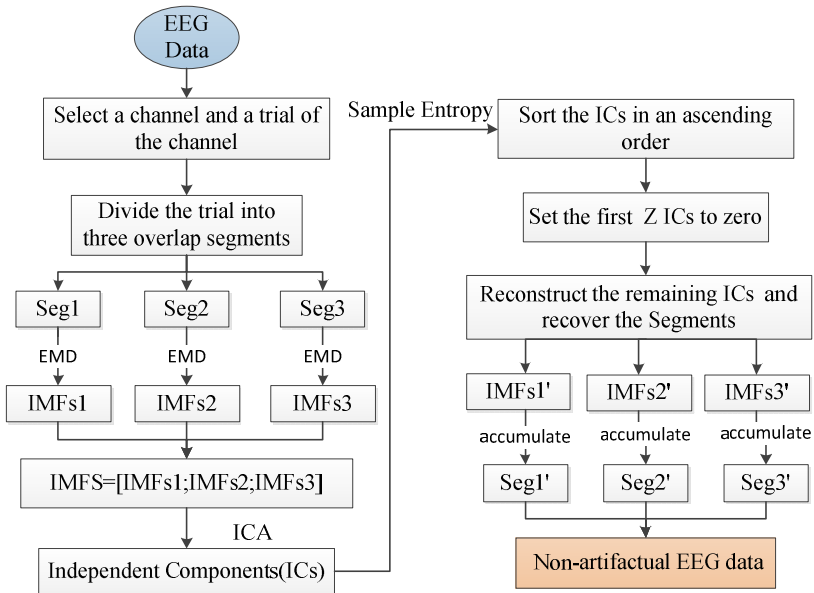 EEG
Data
Select a channel and a trial of
the channel
Divide the trial into
three overlap segments
Seg1
Seg2
Seg3
EMD
EMD
EMD
IMFs1
IMFs2
IMFs3
IMFS=[IMFs1;IMFs2;IMFs3]
ICA
Independent Components(ICs)
Sample Entropy
Sort the ICs in an ascending
order
Set the first Z ICs to zero
Reconstruct the remaining ICs and
recover the Segments
IMFs1'
IMFs2'
IMFs3'
accumulate
accumulate
accumulate
Seg1'
Seg2'
Seg3'
Non-artifactual EEG data